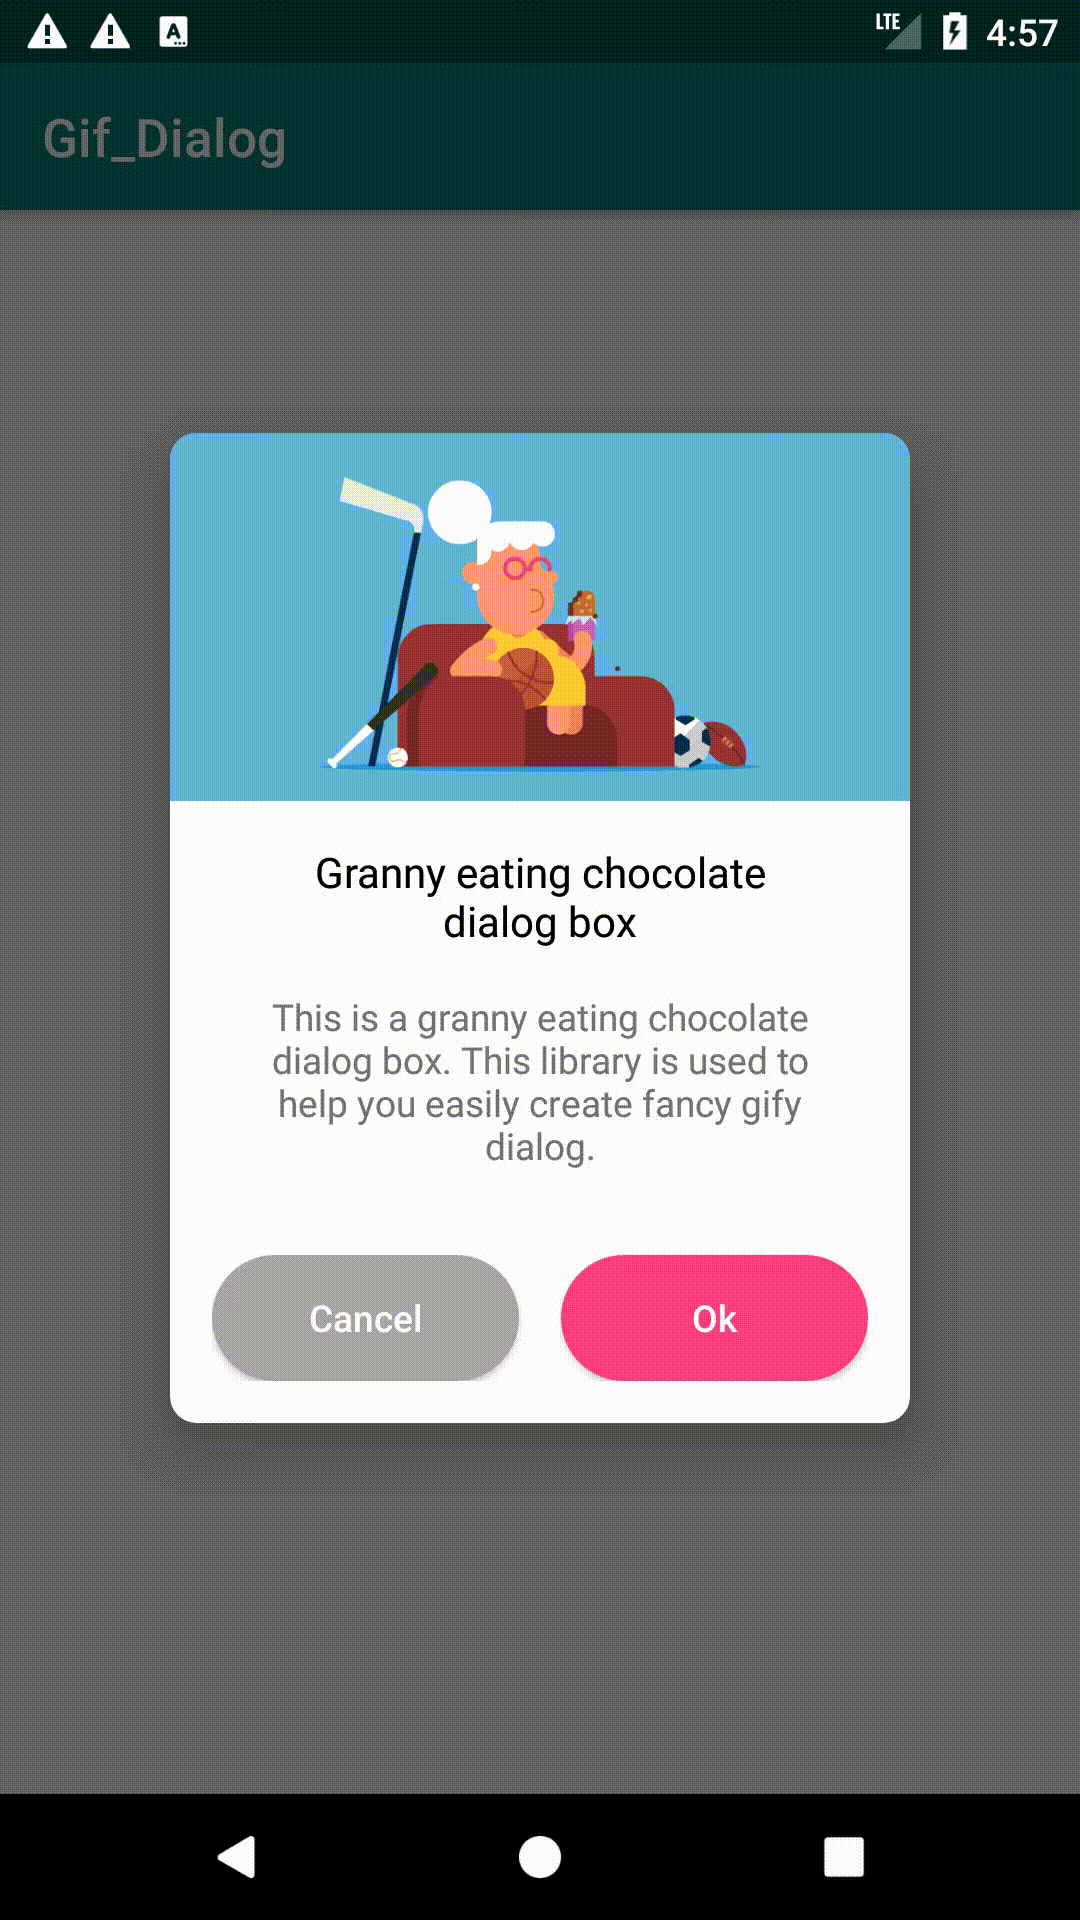 LTE 4:57
Gif_Dialog
Granny eating chocolate
dialog box
This is a granny eating chocolate
dialog box. This library is used to
help you easily create fancy gify
dialog.
Cancel Ok